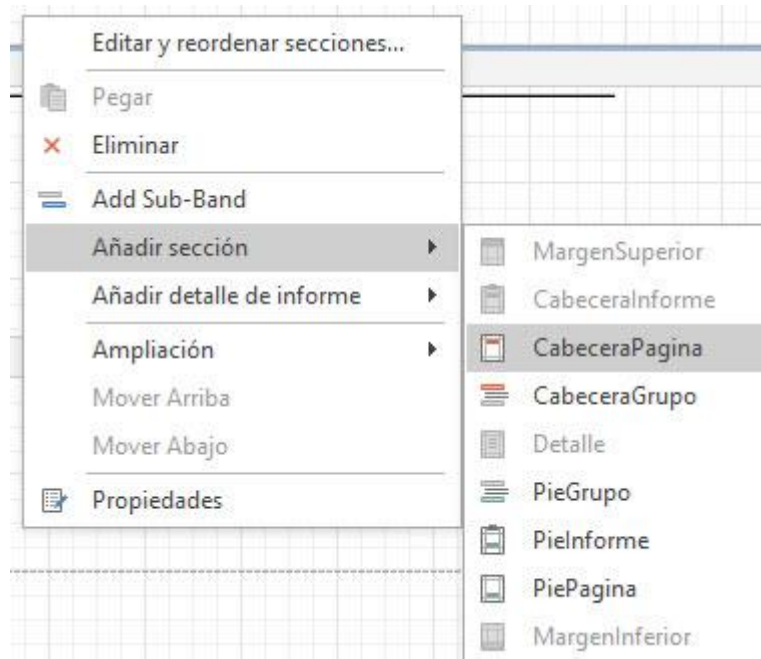 Editar y reordenar secciones...
Pegar
Eliminar
Add Sub-Band
Añadir sección
Añadir detalle de informe
Ampliación
Mover Arriba
Mover Abajo
Propiedades
MargenSuperior
CabeceraInforme
CabeceraPagina
CabeceraGrupo
Detalle
PieGrupo
PieInforme
PiePagina
MargenInferior